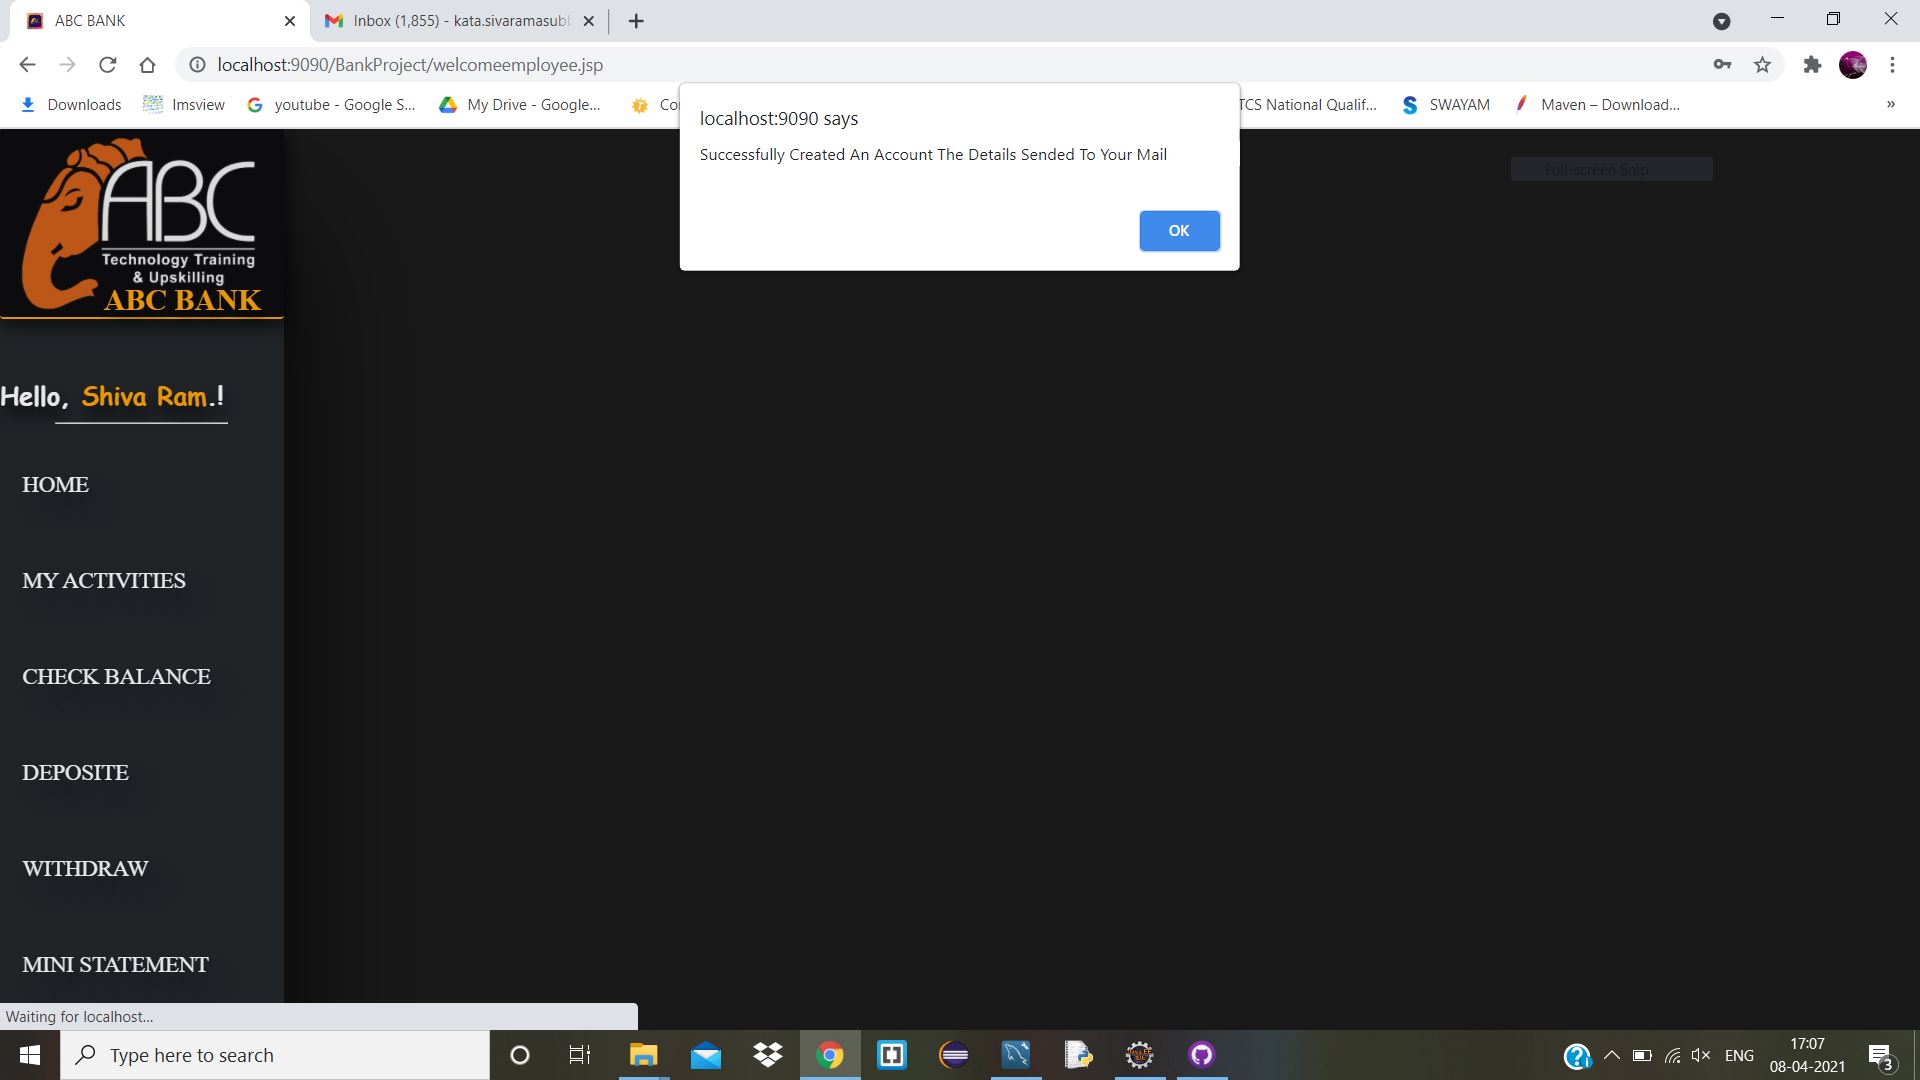 ABC BANK
Inbox (1,855) - kata.sivaramasubb
localhost:9090/BankProject/welcomeemployee.jsp
Downloads
lmsview
youtube - Google S...
My Drive - Google...
Co
TCS National Qualif...
SWAYAM
Maven – Download...
»
localhost:9090 says
Successfully Created An Account The Details Sended To Your Mail
OK
Full-screen Snip
ABC
Technology Training
& Upskilling
ABC BANK
Hello, Shiva Ram.!
HOME
MY ACTIVITIES
CHECK BALANCE
DEPOSITE
WITHDRAW
MINI STATEMENT
Waiting for localhost...
Type here to search
ENG
17:07
08-04-2021
3